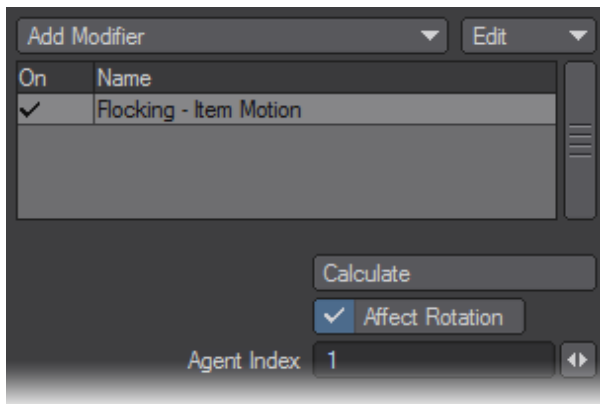 Add Modifier Edit
On Name
Flocking - Item Motion
Calculate
Affect Rotation
Agent Index 1